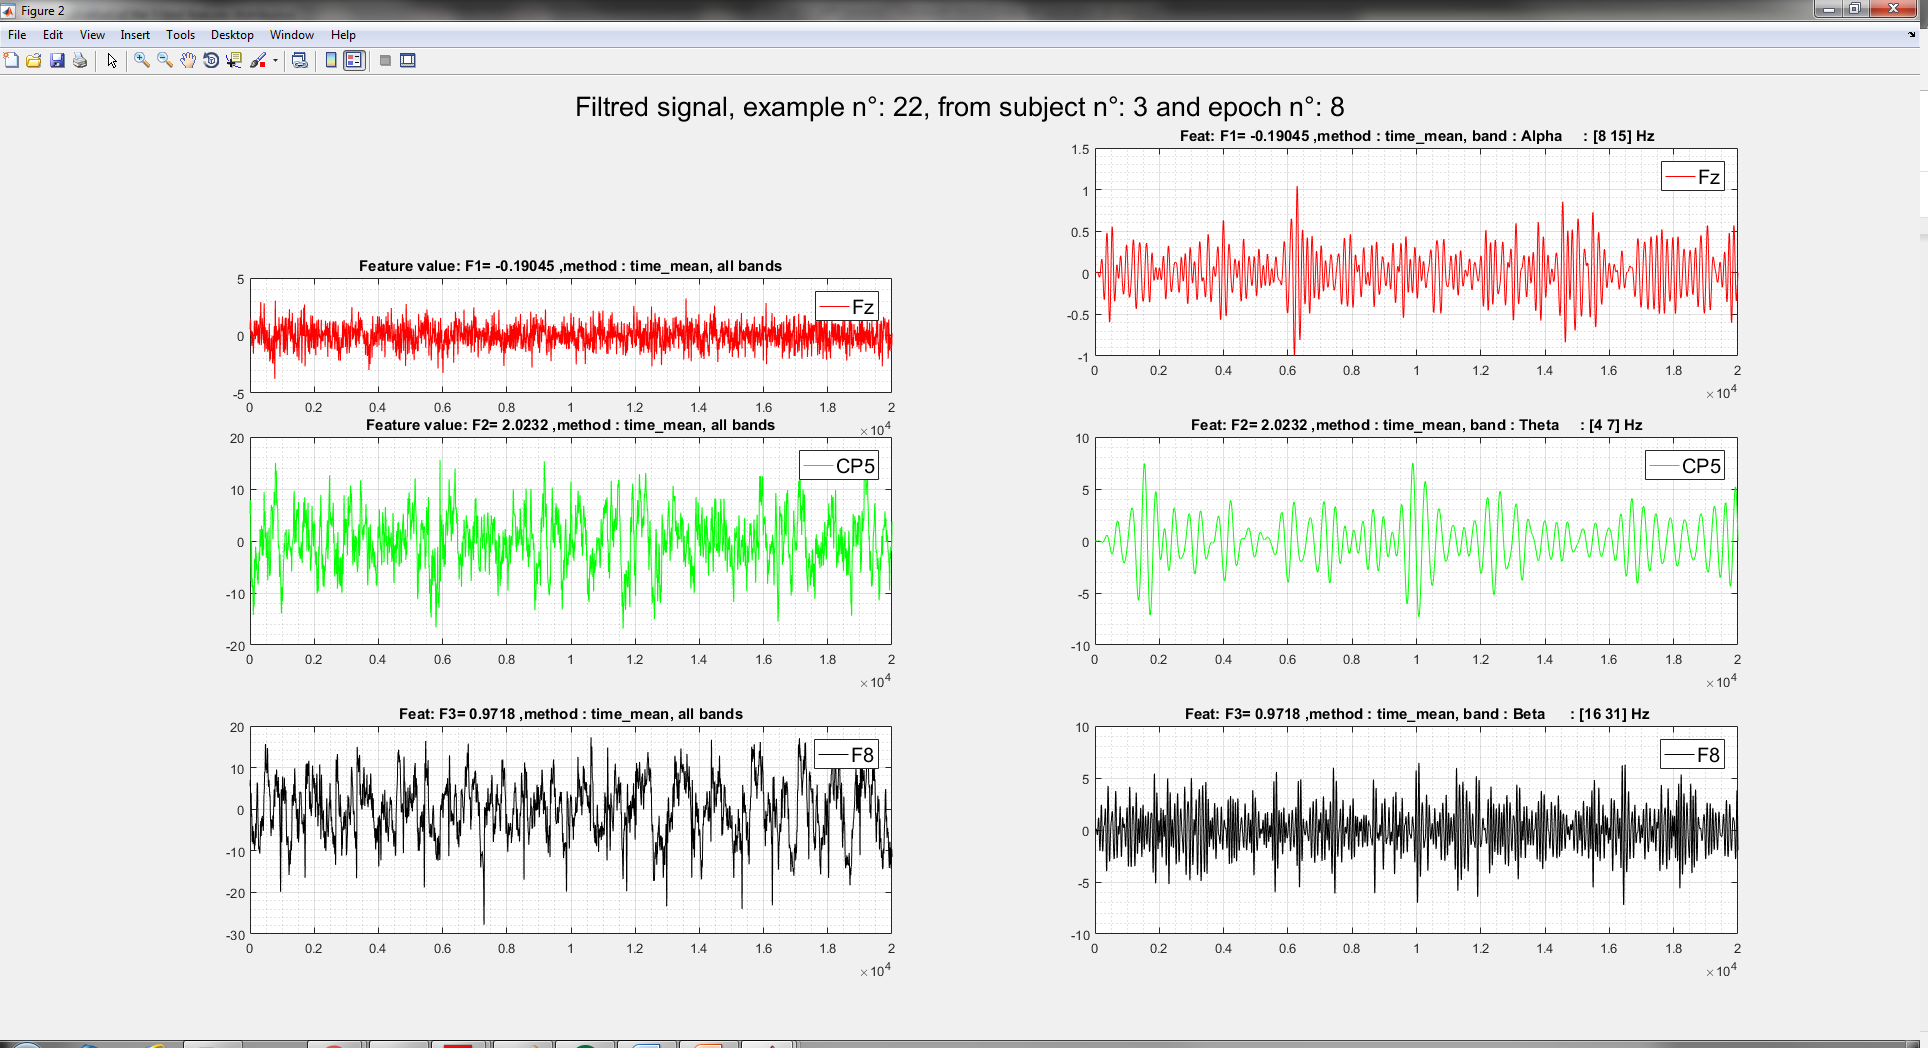 Figure 2
File Edit View Insert Tools Desktop Window Help
Filtred signal, example n°: 22, from subject n°: 3 and epoch n°: 8
Feature value: F1= -0.19045 ,method : time_mean, all bands
5
0
-5
Fz
0 0.2 0.4 0.6 0.8 1 1.2 1.4 1.6 1.8 2
×10^4
Feature value: F2= 2.0232 ,method : time_mean, all bands
20
10
0
-10
-20
CP5
0 0.2 0.4 0.6 0.8 1 1.2 1.4 1.6 1.8 2
×10^4
Feat: F3= 0.9718 ,method : time_mean, all bands
20
10
0
-10
-20
-30
F8
0 0.2 0.4 0.6 0.8 1 1.2 1.4 1.6 1.8 2
×10^4
Feat: F1= -0.19045 ,method : time_mean, band : Alpha : [8 15] Hz
1.5
1
0.5
0
-0.5
-1
Fz
0 0.2 0.4 0.6 0.8 1 1.2 1.4 1.6 1.8 2
×10^4
Feat: F2= 2.0232 ,method : time_mean, band : Theta : [4 7] Hz
10
5
0
-5
-10
CP5
0 0.2 0.4 0.6 0.8 1 1.2 1.4 1.6 1.8 2
×10^4
Feat: F3= 0.9718 ,method : time_mean, band : Beta : [16 31] Hz
10
5
0
-5
-10
F8
0 0.2 0.4 0.6 0.8 1 1.2 1.4 1.6 1.8 2
×10^4